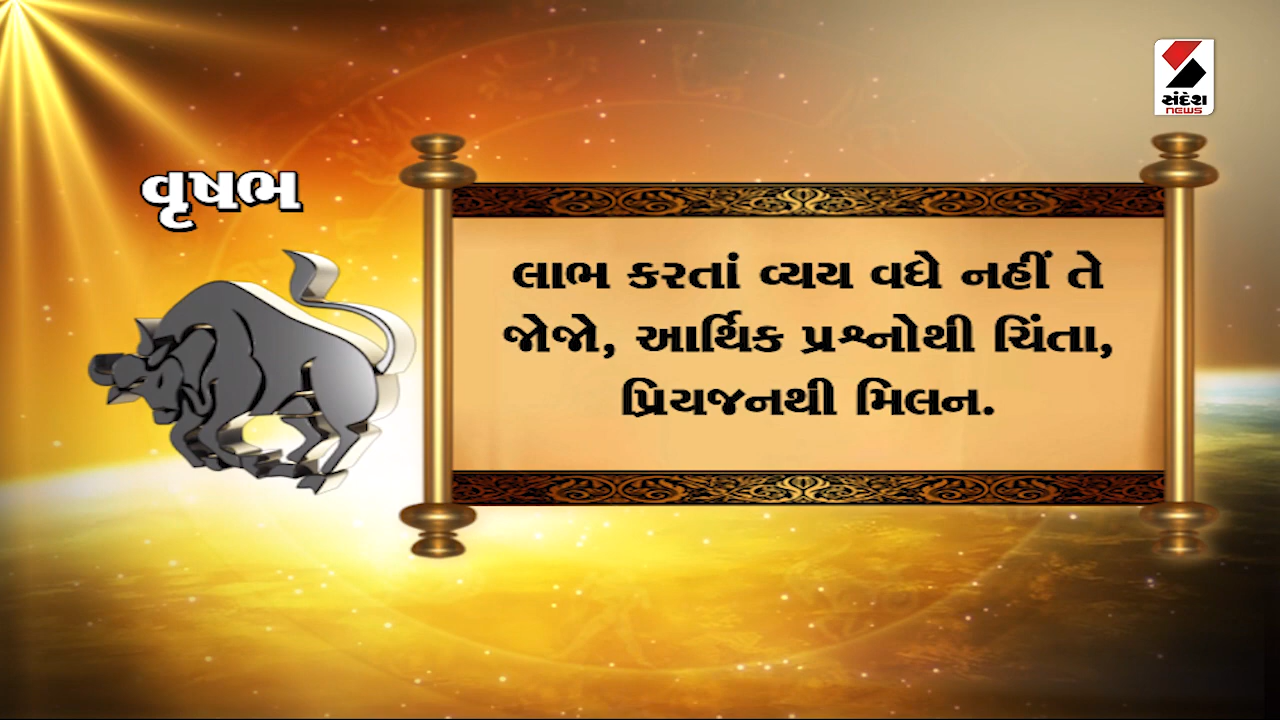 સંદેશ
NEWS
વૃષભ
લાભ કરતાં વ્યય વધે નહીં તે
જોજો, આર્થિક પ્રશ્નોથી ચિંતા,
પ્રિયજનથી મિલન.